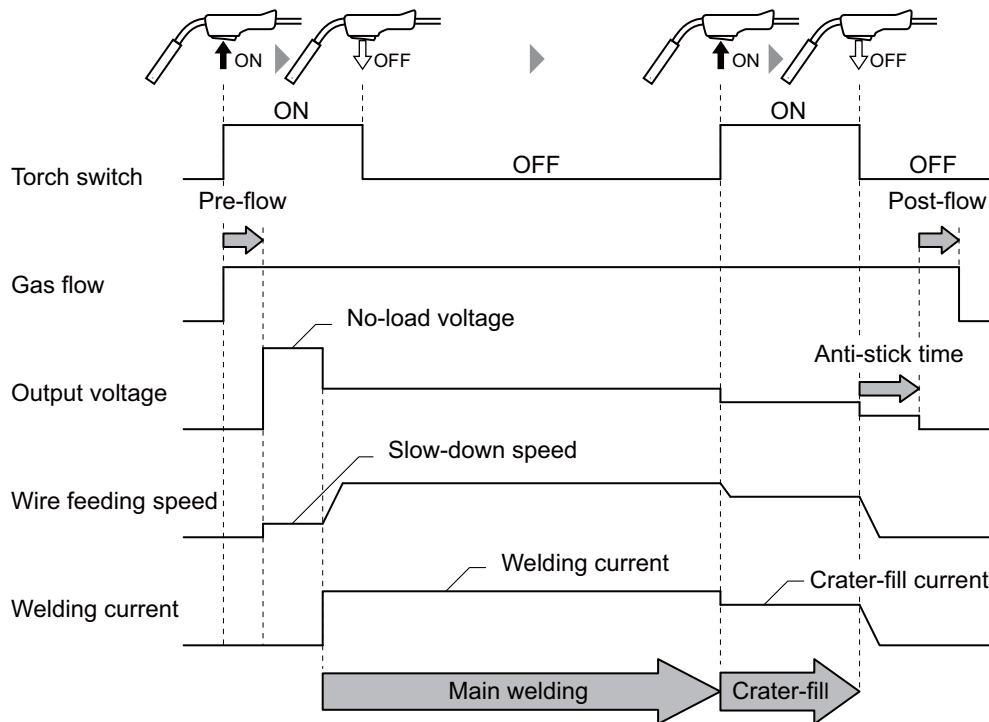 ON
OFF
ON
OFF
ON
ON
Torch switch
OFF
OFF
Pre-flow
Post-flow
Gas flow
No-load voltage
Anti-stick time
Output voltage
Slow-down speed
Wire feeding speed
Welding current
Crater-fill current
Welding current
Main welding
Crater-fill